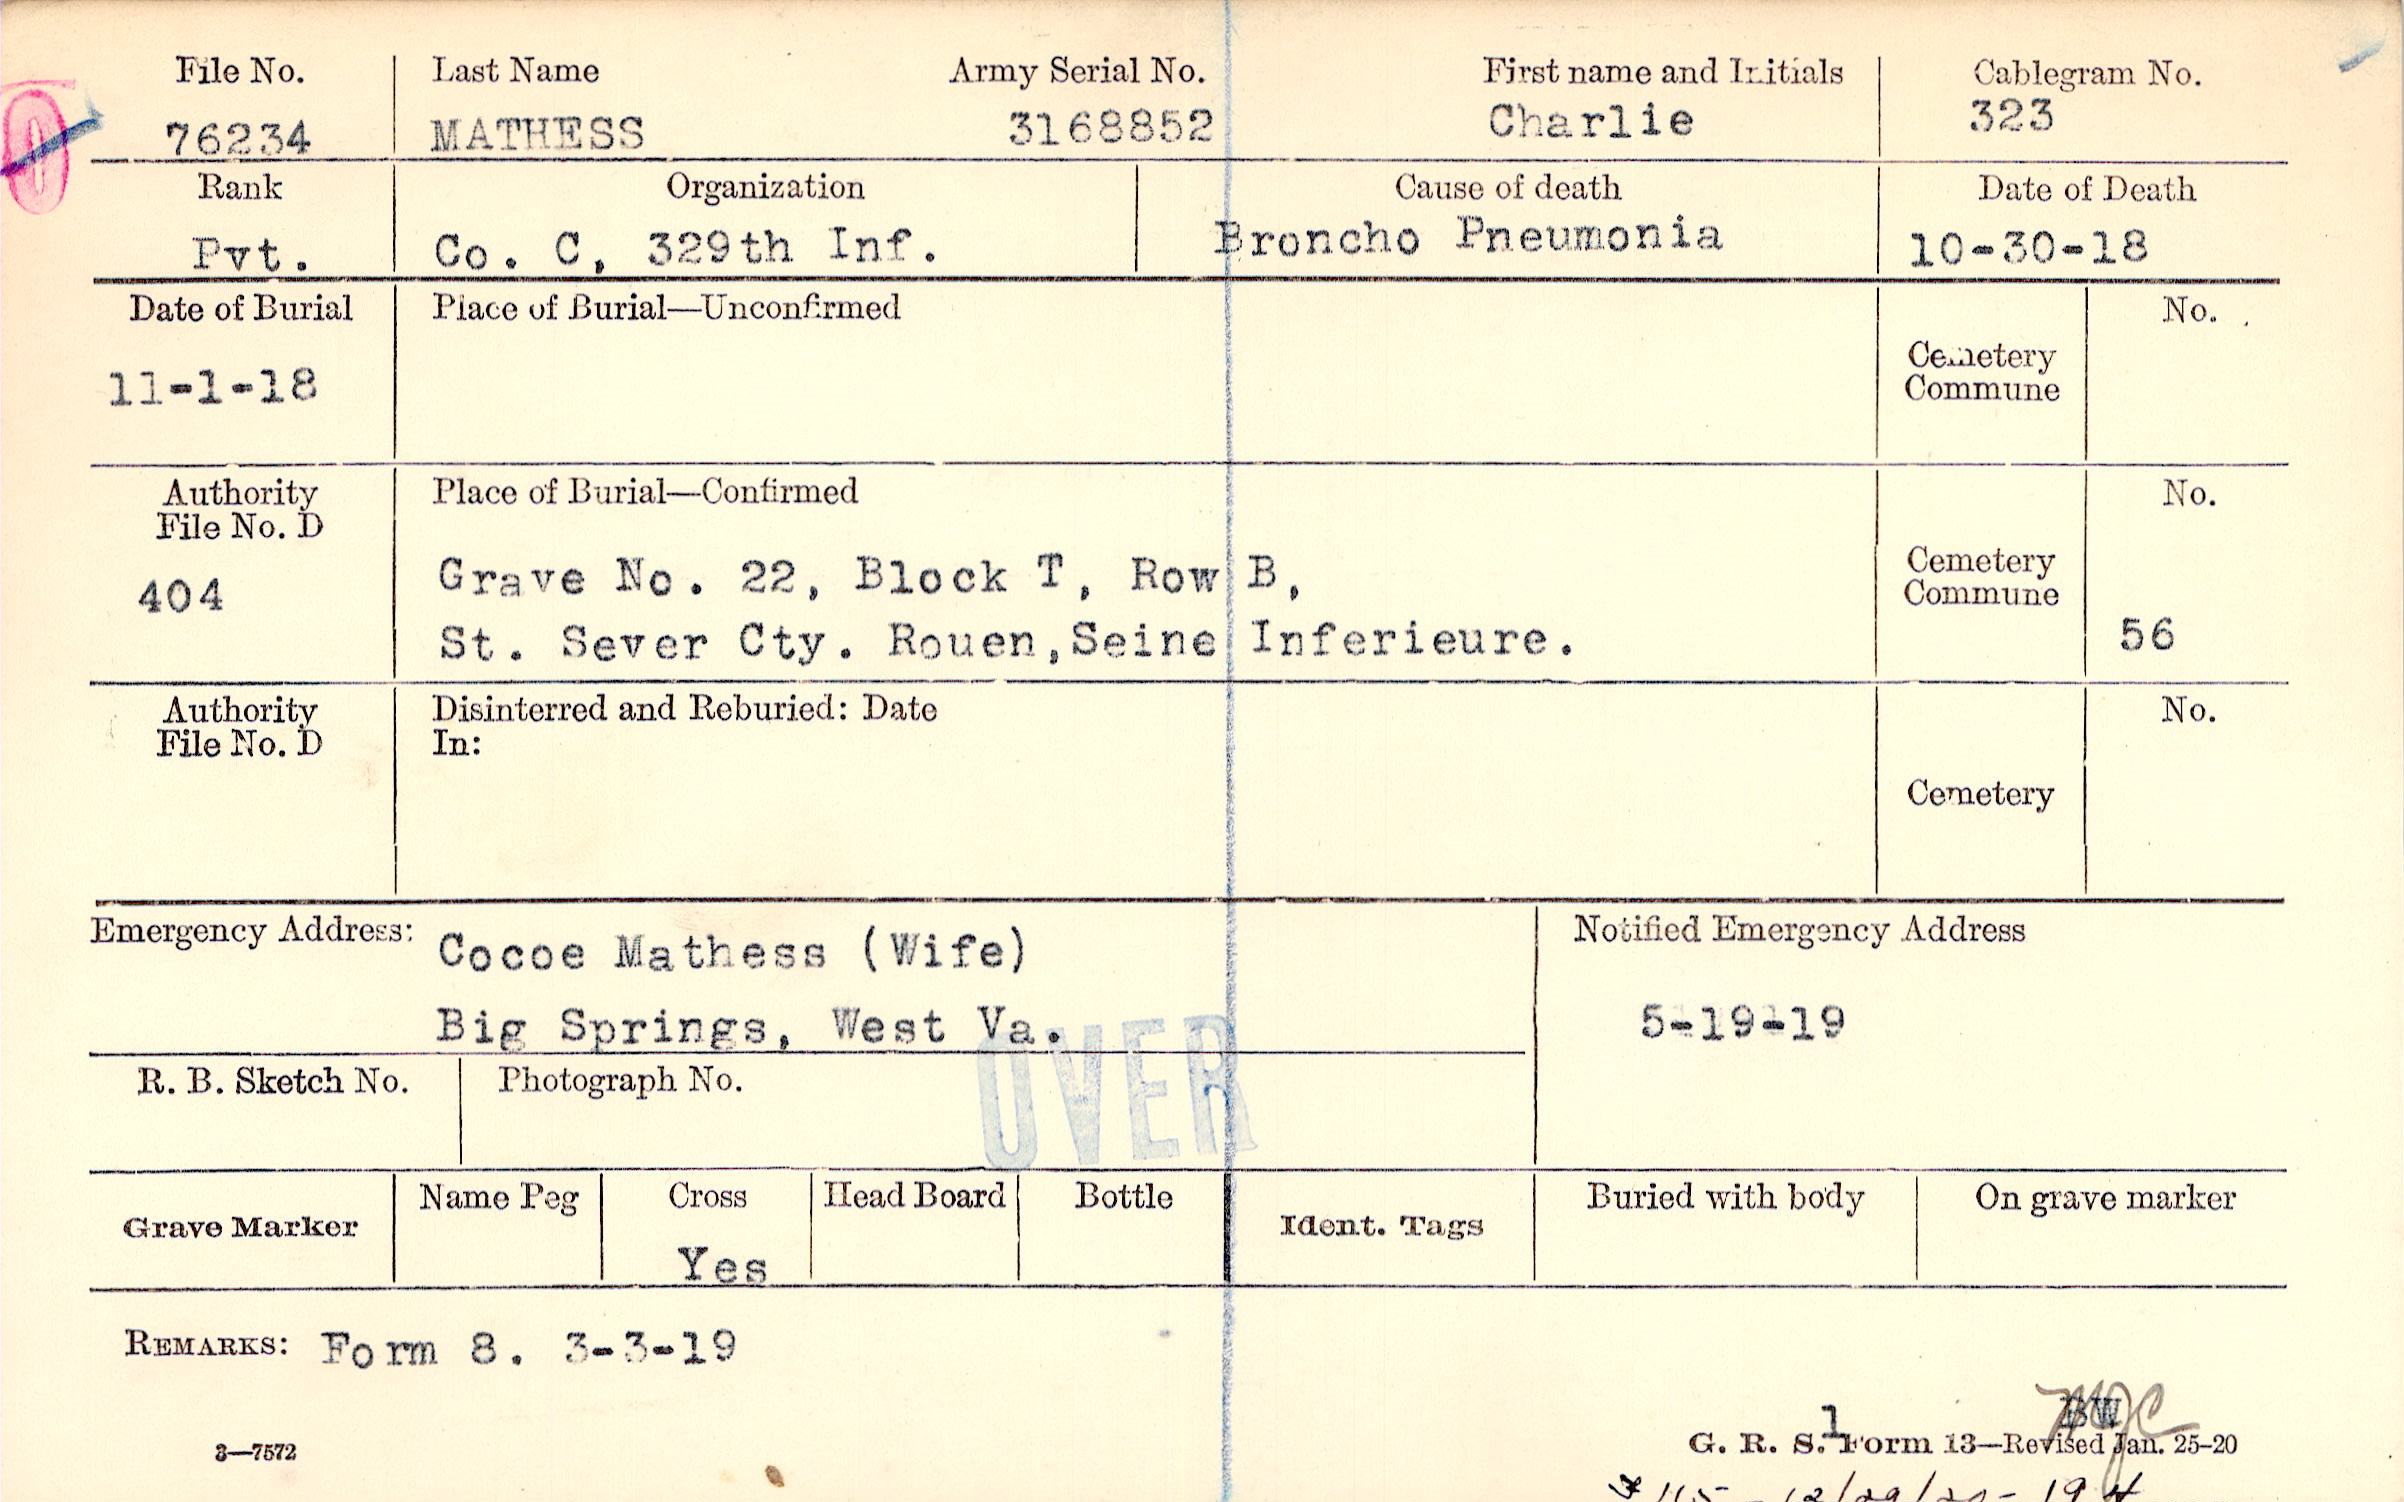 File No. Last Name Army Serial No. First name and Initials Cablegram No.
76234 MATHESS 3168852 Charlie 323
Rank Organization Cause of death Date of Death
Pvt. Co. C, 329th Inf. Broncho Pneumonia 10-30-18
Date of Burial Place of Burial—Unconfirmed No.
Cemetery
Commune
11-1-18
Authority Place of Burial—Confirmed No.
File No. D
Cemetery
Commune
404 Grave No. 22, Block T, Row B,
St. Sever Cty. Rouen,Seine Inferieure. 56
Authority Disinterred and Reburied: Date No.
File No. D In:
Cemetery
Emergency Address: Cocoe Mathess (Wife) Notified Emergency Address
Big Springs, West Va. 5-19-19
OVER
R. B. Sketch No. Photograph No.
Grave Marker Name Peg Cross Head Board Bottle Ident. Tags Buried with body On grave marker
Yes
REMARKS: Form 8. 3-3-19
BW
1
3—7572 G. R. S. Form 13—Revised Jan. 25-20